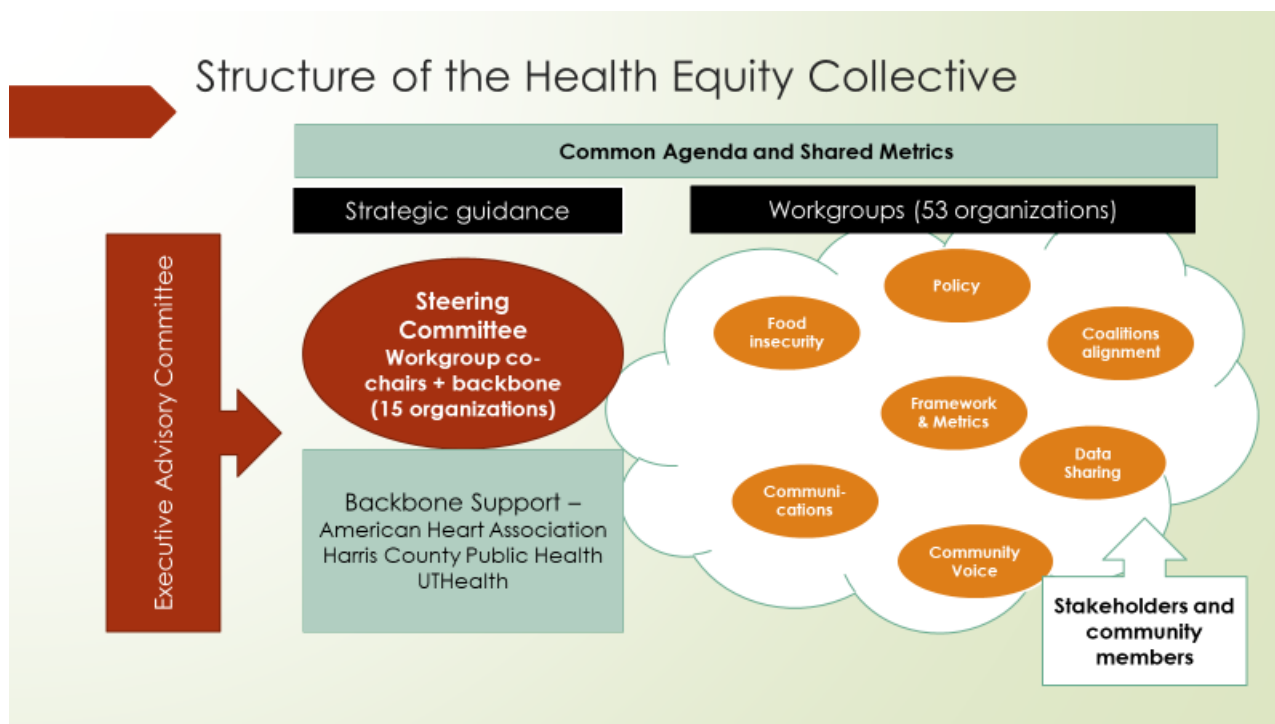 Structure of the Health Equity Collective
Common Agenda and Shared Metrics
Strategic guidance
Workgroups (53 organizations)
Executive Advisory Committee
Steering
Committee
Workgroup co-
chairs + backbone
(15 organizations)
Backbone Support –
American Heart Association
Harris County Public Health
UTHealth
Policy
Food
insecurity
Coalitions
alignment
Framework
& Metrics
Data
Sharing
Communi-
cations
Community
Voice
Stakeholders and
community
members